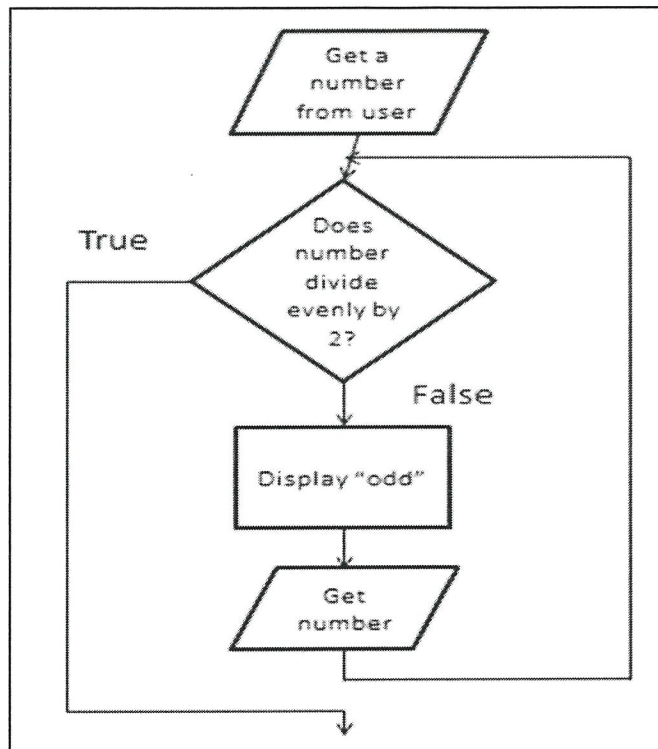 Get a
number
from user
True
Does
number
divide
evenly by
2?
False
Display “odd”
Get
number